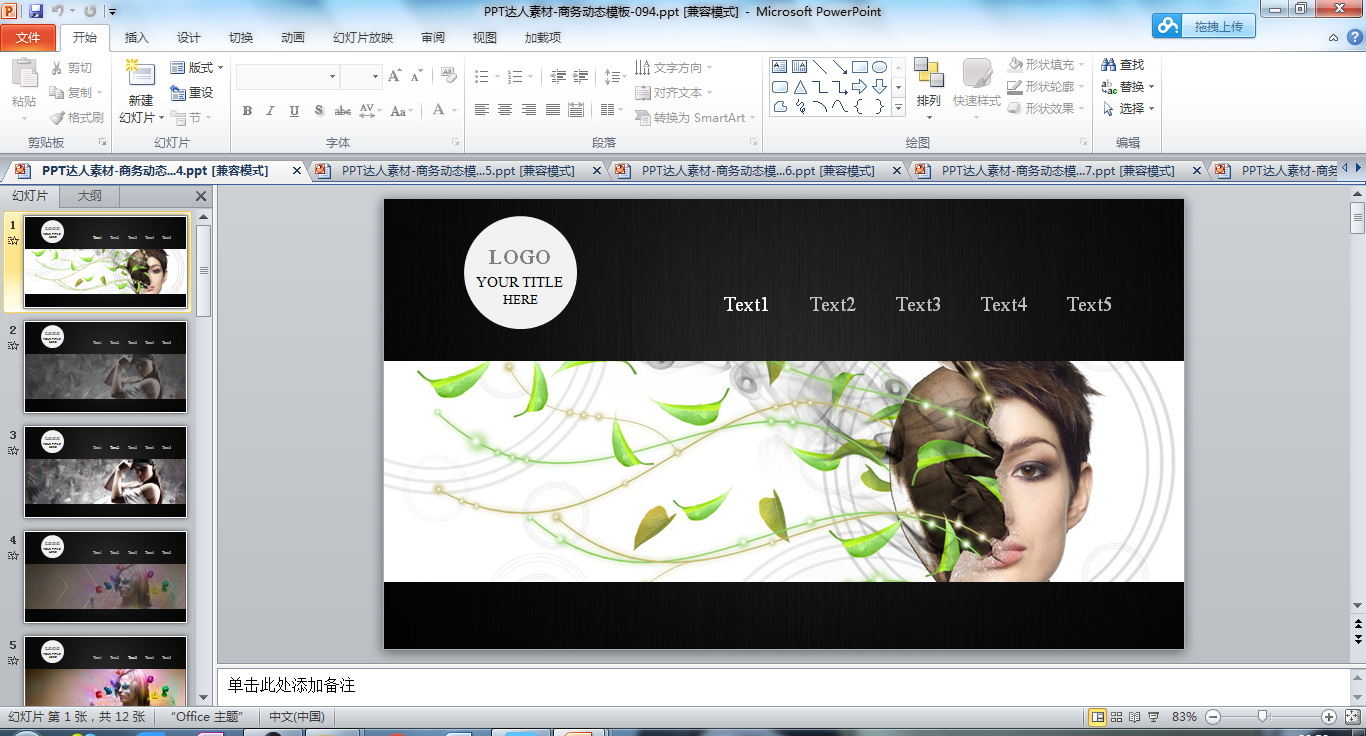 PPT达人素材-商务动态模板-094.ppt [兼容模式] - Microsoft PowerPoint
拖拽上传
文件 开始 插入 设计 切换 动画 幻灯片放映 审阅 视图 加载项
粘贴 剪切 复制 格式刷
剪贴板
新建 幻灯片 版式 重设 节
幻灯片
B I U S abc AV Aa A
字体
文字方向
对齐文本
转换为 SmartArt
段落
排列 快速样式
形状填充
形状轮廓
形状效果
绘图
查找
替换
选择
编辑
PPT达人素材-商务动态...4.ppt [兼容模式]
PPT达人素材-商务动态模...5.ppt [兼容模式]
PPT达人素材-商务动态模...6.ppt [兼容模式]
PPT达人素材-商务动态模...7.ppt [兼容模式]
PPT达人素材-商务
幻灯片 大纲
1
2
3
4
5
LOGO
YOUR TITLE
HERE
Text1 Text2 Text3 Text4 Text5
单击此处添加备注
幻灯片 第 1 张，共 12 张 “Office 主题” 中文(中国) 83%